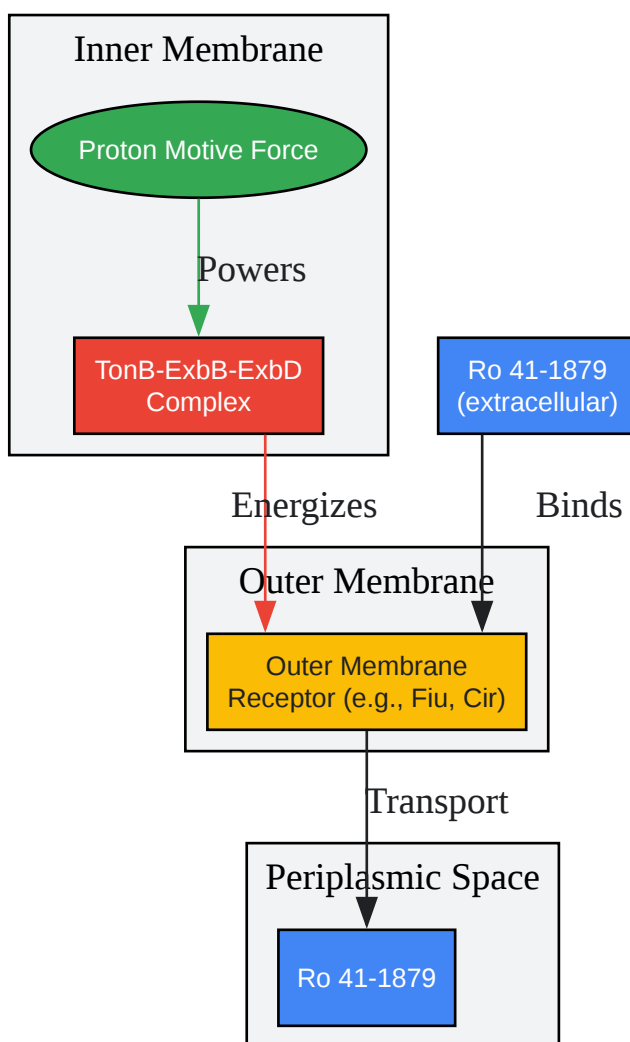 Inner Membrane
Proton Motive Force
Powers
TonB-ExbB-ExbD
Complex
Ro 41-1879
(extracellular)
Energizes
Binds
Outer Membrane
Outer Membrane
Receptor (e.g., Fiu, Cir)
Transport
Periplasmic Space
Ro 41-1879